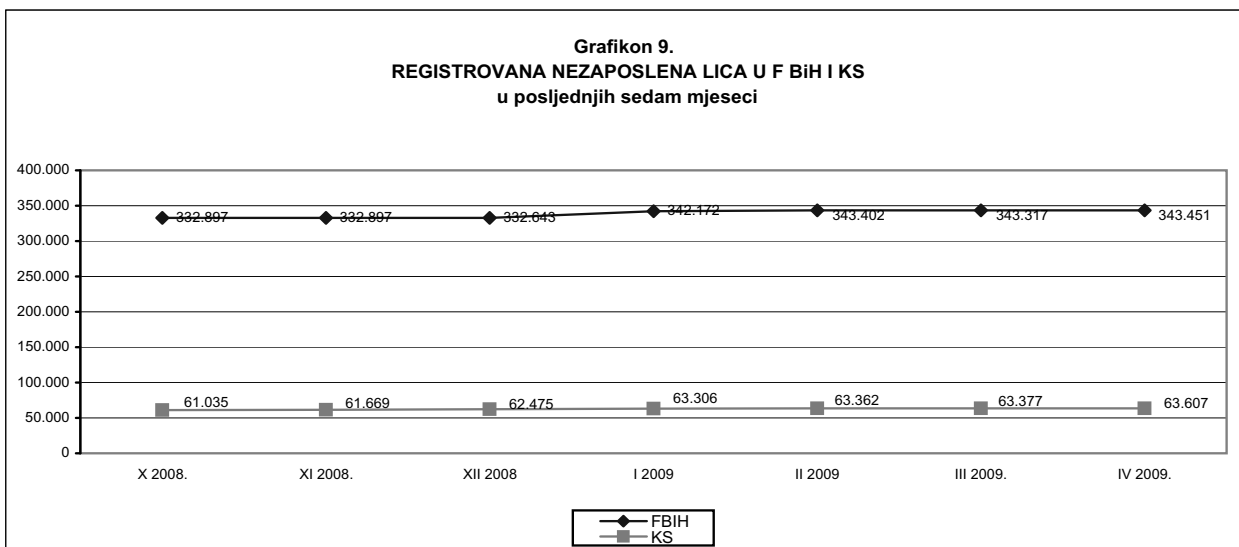 Grafikon 9.
REGISTROVANA NEZAPOSLENA LICA U F BiH I KS
u posljednjih sedam mjeseci
400.000
350.000
300.000
250.000
200.000
150.000
100.000
50.000
0
332.897 332.897 332.643 342.172 343.402 343.317 343.451
61.035 61.669 62.475 63.306 63.362 63.377 63.607
X 2008. XI 2008. XII 2008 I 2009 II 2009 III 2009. IV 2009.
FBIH
KS